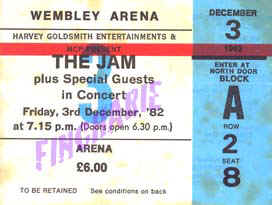 WEMBLEY ARENA
HARVEY GOLDSMITH ENTERTAINMENTS &
MCP PRESENT
THE JAM
plus Special Guests
in Concert
Friday, 3rd December, '82
at 7.15 p.m. (Doors open 6.30 p.m.)
ARENA
£6.00
TO BE RETAINED See conditions on back
3
FINCHARIE
DECEMBER
3
1982
ENTER AT
NORTH DOOR
BLOCK
A
ROW
2
SEAT
8